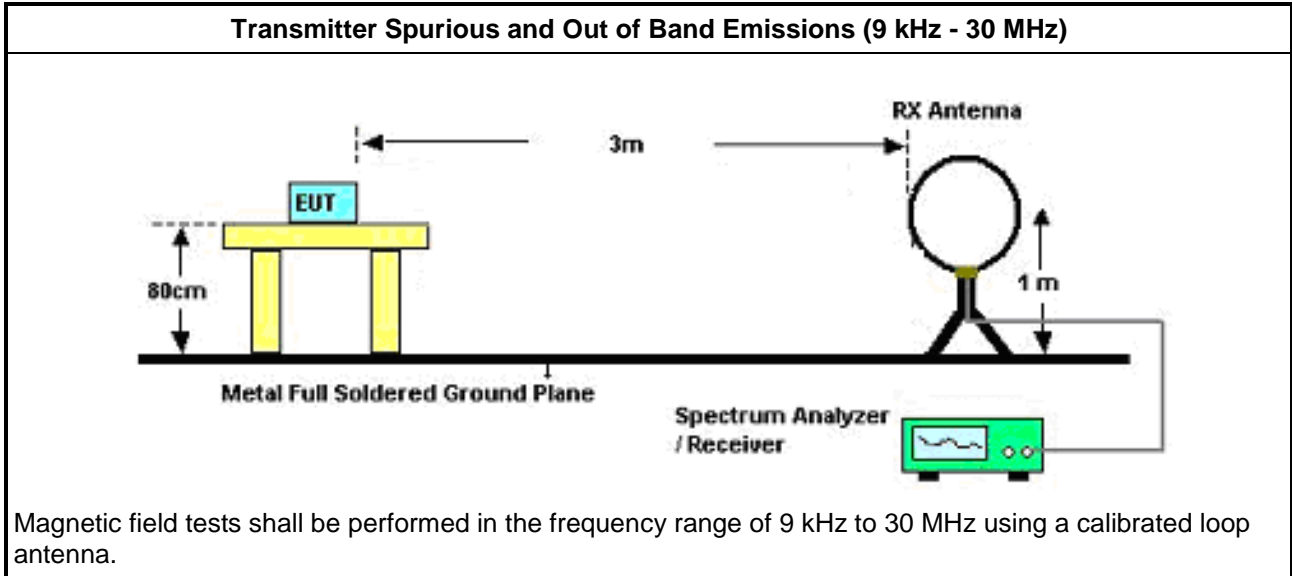 Transmitter Spurious and Out of Band Emissions (9 kHz - 30 MHz)
RX Antenna
3m
EUT
80cm
1 m
Metal Full Soldered Ground Plane
Spectrum Analyzer
/ Receiver
Magnetic field tests shall be performed in the frequency range of 9 kHz to 30 MHz using a calibrated loop
antenna.